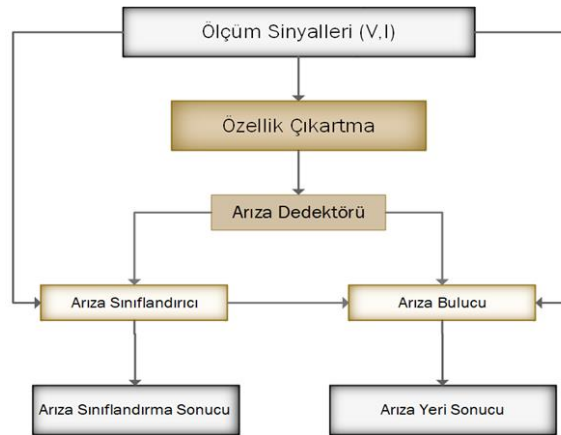 Ölçüm Sinyalleri (V,I)
Özellik Çıkartma
Arıza Dedektörü
Arıza Sınıflandırıcı
Arıza Bulucu
Arıza Sınıflandırma Sonucu
Arıza Yeri Sonucu